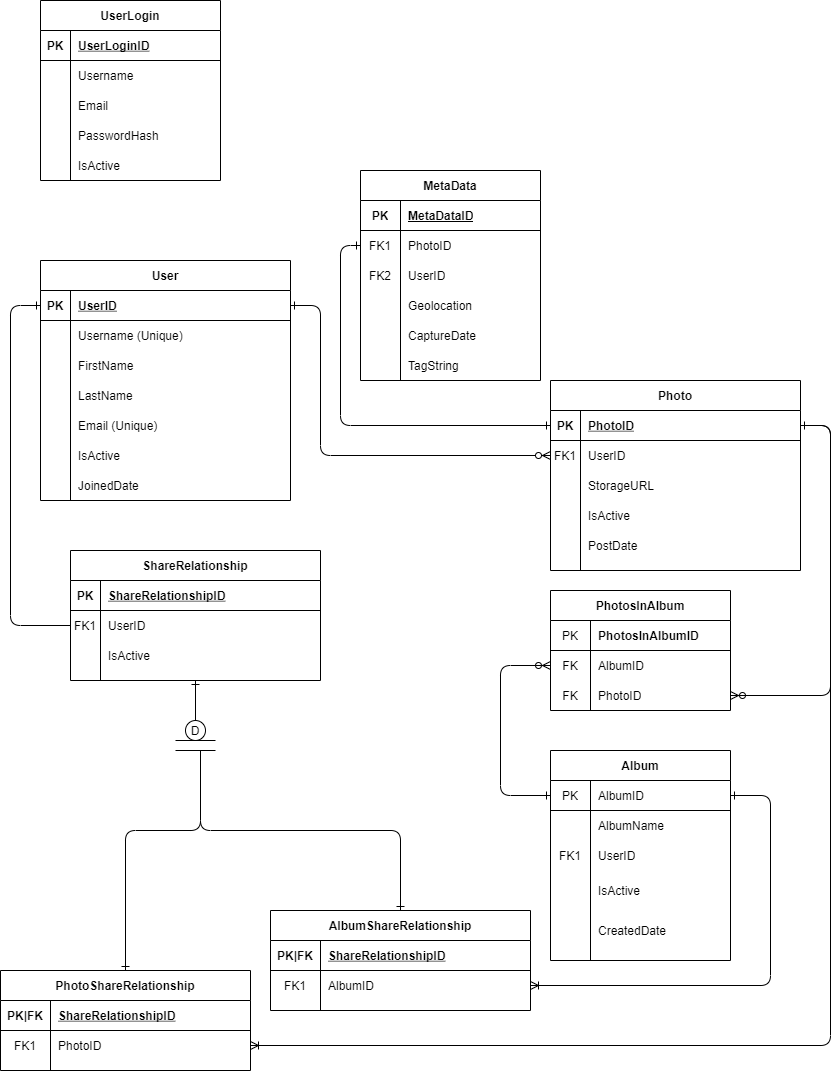 UserLogin
PK UserLoginID
Username
Email
PasswordHash
IsActive
MetaData
PK MetaDataID
FK1 PhotoID
FK2 UserID
Geolocation
CaptureDate
TagString
User
PK UserID
Username (Unique)
FirstName
LastName
Email (Unique)
IsActive
JoinedDate
Photo
PK PhotoID
FK1 UserID
StorageURL
IsActive
PostDate
ShareRelationship
PK ShareRelationshipID
FK1 UserID
IsActive
D
PhotosInAlbum
PK PhotosInAlbumID
FK AlbumID
FK PhotoID
Album
PK AlbumID
AlbumName
FK1 UserID
IsActive
CreatedDate
AlbumShareRelationship
PK|FK ShareRelationshipID
FK1 AlbumID
PhotoShareRelationship
PK|FK ShareRelationshipID
FK1 PhotoID